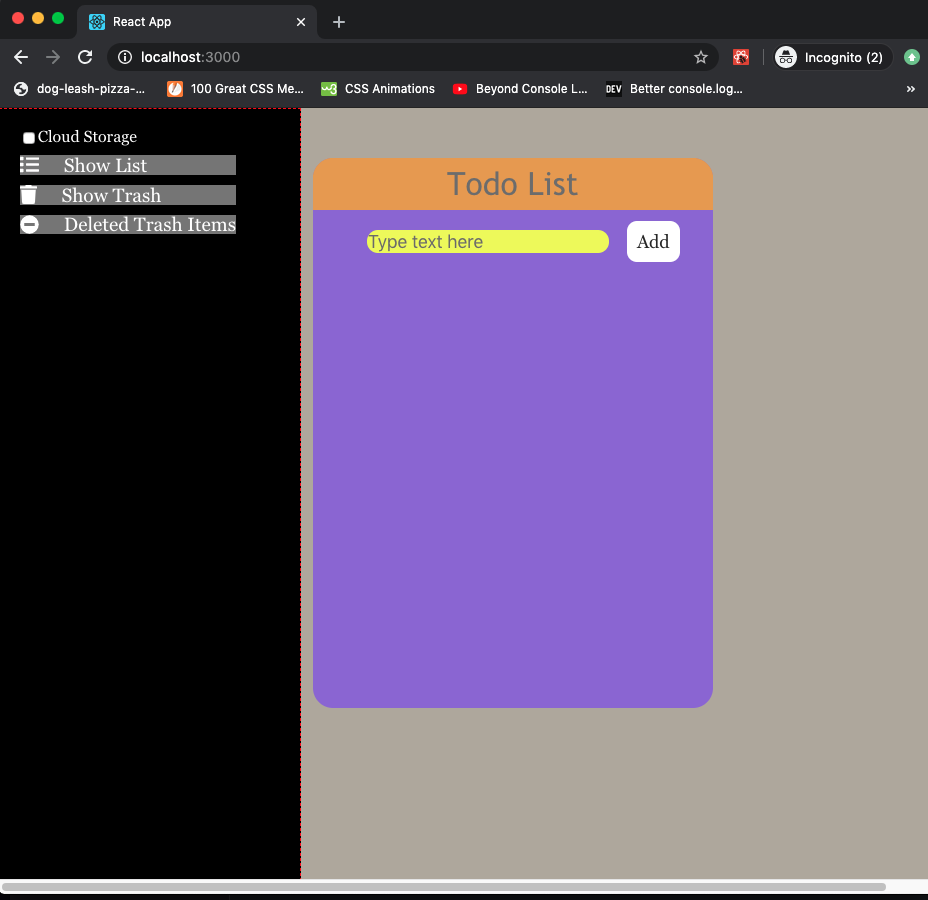 React App
localhost:3000
Incognito (2)
dog-leash-pizza-...
100 Great CSS Me...
CSS Animations
Beyond Console L...
DEV
Better console.log...
»
Cloud Storage
Show List
Show Trash
Deleted Trash Items
Todo List
Type text here
Add